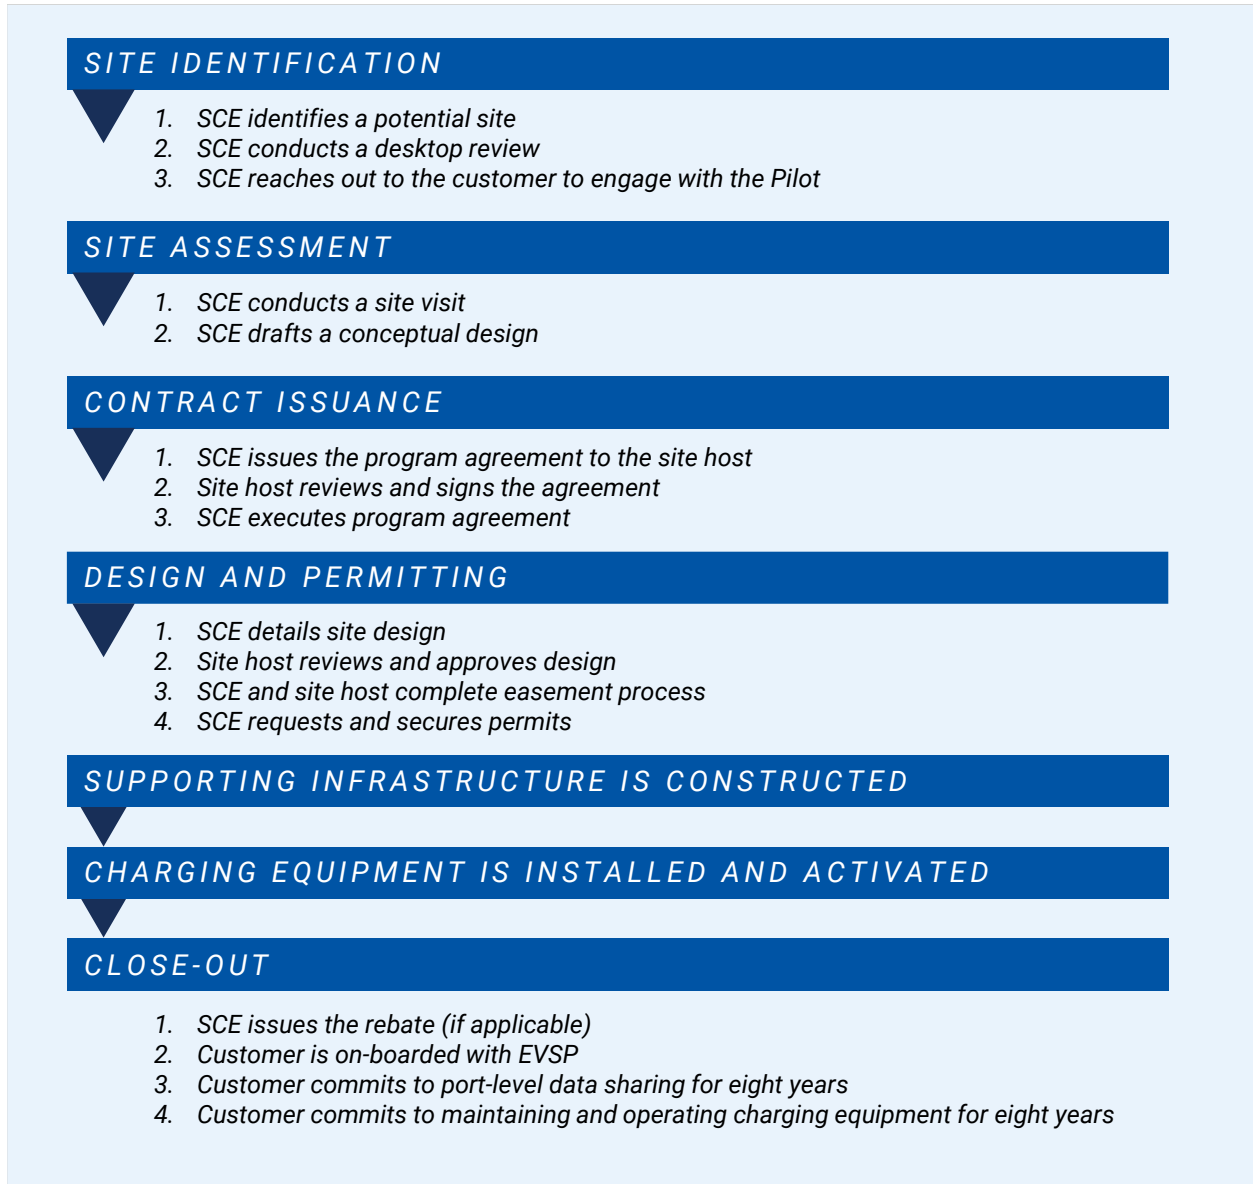 SITE IDENTIFICATION
1. SCE identifies a potential site
2. SCE conducts a desktop review
3. SCE reaches out to the customer to engage with the Pilot
SITE ASSESSMENT
1. SCE conducts a site visit
2. SCE drafts a conceptual design
CONTRACT ISSUANCE
1. SCE issues the program agreement to the site host
2. Site host reviews and signs the agreement
3. SCE executes program agreement
DESIGN AND PERMITTING
1. SCE details site design
2. Site host reviews and approves design
3. SCE and site host complete easement process
4. SCE requests and secures permits
SUPPORTING INFRASTRUCTURE IS CONSTRUCTED
CHARGING EQUIPMENT IS INSTALLED AND ACTIVATED
CLOSE-OUT
1. SCE issues the rebate (if applicable)
2. Customer is on-boarded with EVSP
3. Customer commits to port-level data sharing for eight years
4. Customer commits to maintaining and operating charging equipment for eight years